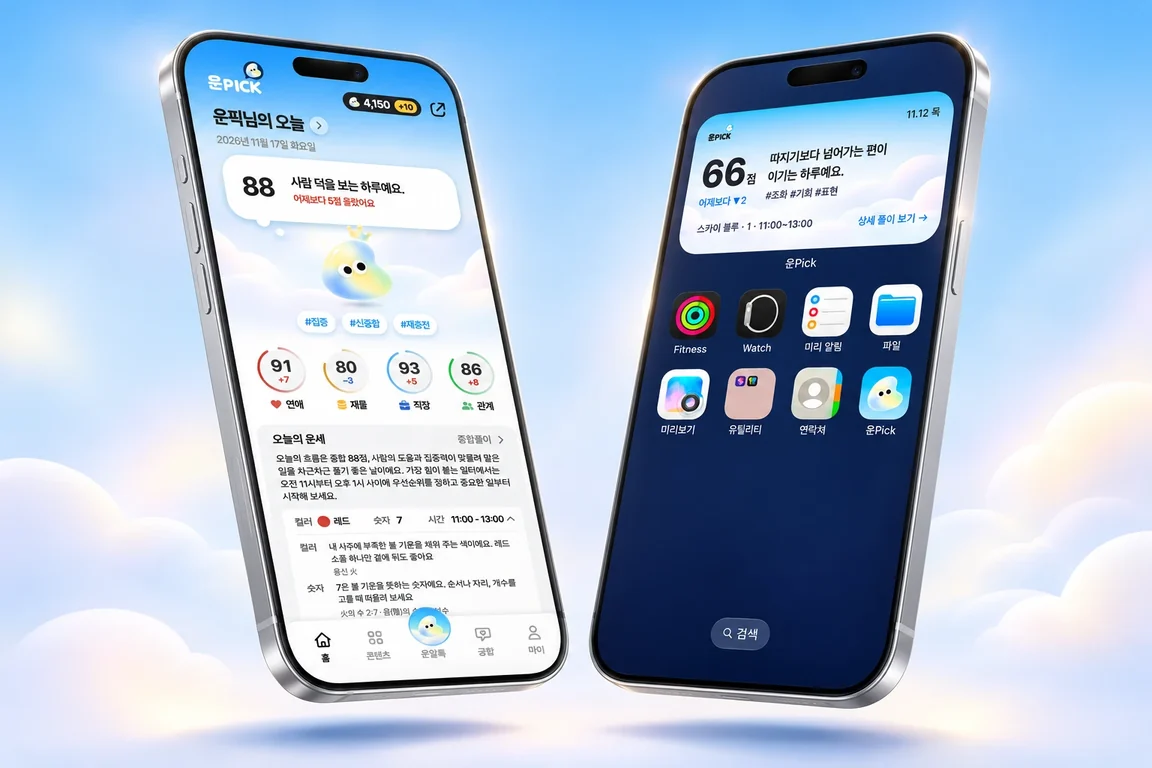 운PICK
4,150 +10
운픽님의 오늘
2026년 11월 17일 화요일
88
사람 덕을 보는 하루예요.
어제보다 5점 올랐어요
#집중 #신중함 #재충전
91 80 93 86
+7 −3 +5 +8
연애 재물 직장 관계
오늘의 운세 종합풀이
오늘의 흐름은 종합 88점, 사람의 도움과 집중력이 맞물려 맡은
일을 차근차근 풀기 좋은 날이에요. 가장 힘이 붙는 일터에서는
오전 11시부터 오후 1시 사이에 우선순위를 정하고 중요한 일부터
시작해 보세요.
컬러 레드 숫자 7 시간 11:00 - 13:00
컬러 내 사주에 부족한 불 기운을 채워 주는 색이에요. 레드
소품 하나만 곁에 둬도 좋아요
용신 火
숫자 7은 불 기운을 뜻하는 숫자예요. 순서나 자리, 개수를
고를 때 떠올려 보세요
火의 수 2·7 · 음(陰)의
홈 콘텐츠 운알톡 궁합 마이
운PICK
11.12 목
66점
따지기보다 넘어가는 편이
이기는 하루예요.
어제보다 ▼2
#조화 #기회 #표현
스카이 블루 · 1 · 11:00~13:00
상세 풀이 보기 →
운Pick
Fitness Watch 미리 알림 파일
미리보기 유틸리티 연락처 운Pick
검색